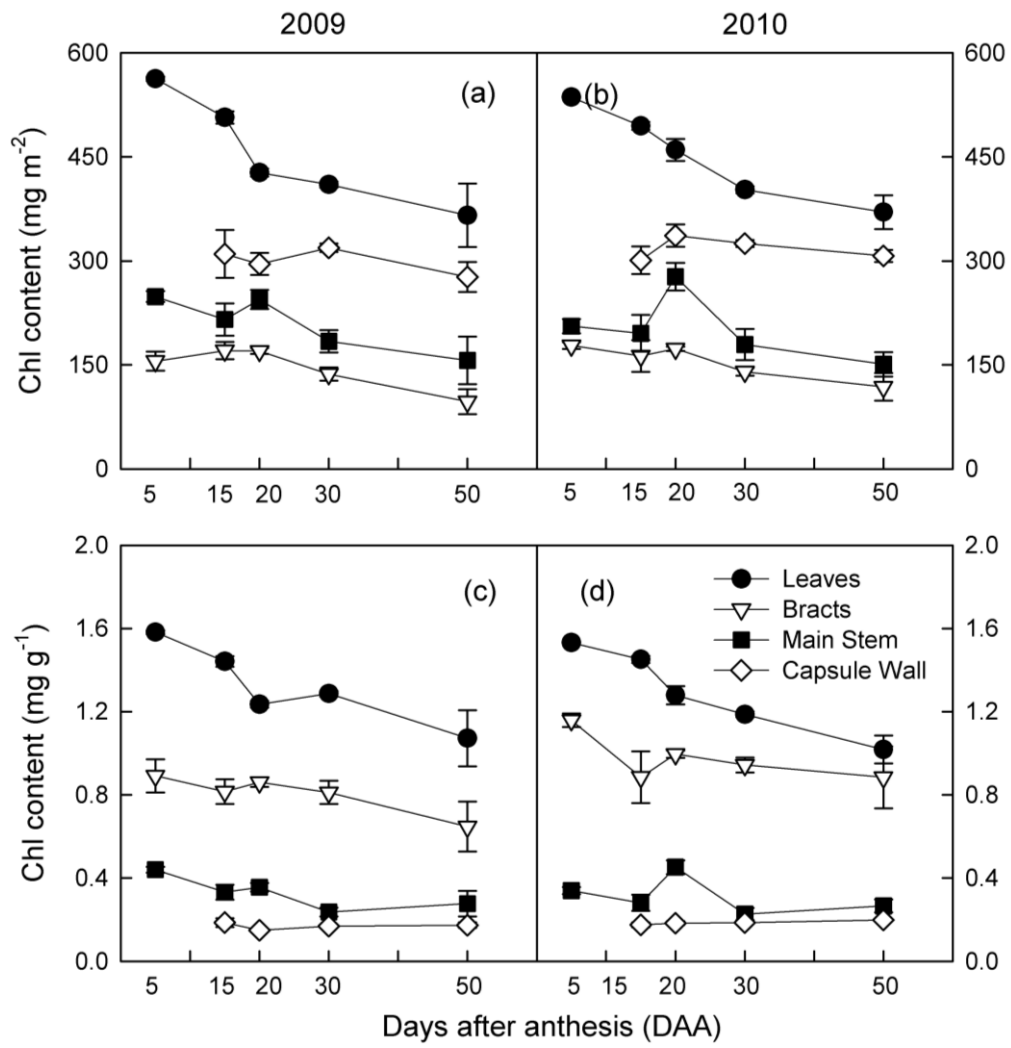 2009 2010
600 600
(a) (b)
450 450
Chl content (mg m⁻²)
300 300
150 150
0 0
5 15 20 30 50 5 15 20 30 50
2.0 2.0
(c) (d)
Leaves
Bracts
Main Stem
Capsule Wall
1.6 1.6
1.2 1.2
Chl content (mg g⁻¹)
0.8 0.8
0.4 0.4
0.0 0.0
5 15 20 30 50 5 15 20 30 50
Days after anthesis (DAA)